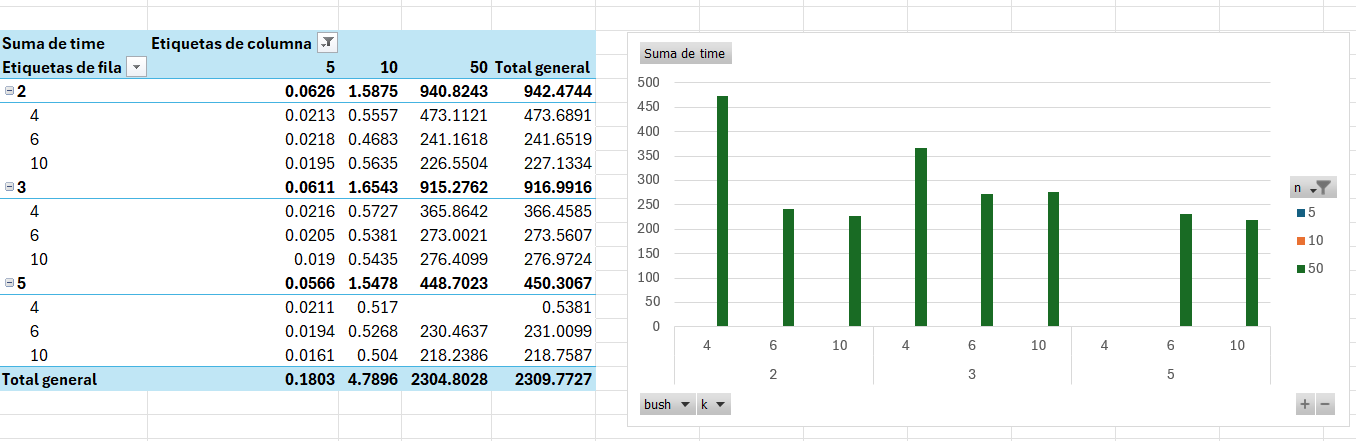 Suma de time Etiquetas de columna
Etiquetas de fila 5 10 50 Total general
2 0.0626 1.5875 940.8243 942.4744
4 0.0213 0.5557 473.1121 473.6891
6 0.0218 0.4683 241.1618 241.6519
10 0.0195 0.5635 226.5504 227.1334
3 0.0611 1.6543 915.2762 916.9916
4 0.0216 0.5727 365.8642 366.4585
6 0.0205 0.5381 273.0021 273.5607
10 0.019 0.5435 276.4099 276.9724
5 0.0566 1.5478 448.7023 450.3067
4 0.0211 0.517 0.5381
6 0.0194 0.5268 230.4637 231.0099
10 0.0161 0.504 218.2386 218.7587
Total general 0.1803 4.7896 2304.8028 2309.7727
Suma de time
500
450
400
350
300
250
200
150
100
50
0
4 6 10 4 6 10 4 6 10
2 3 5
n
5
10
50
bush k